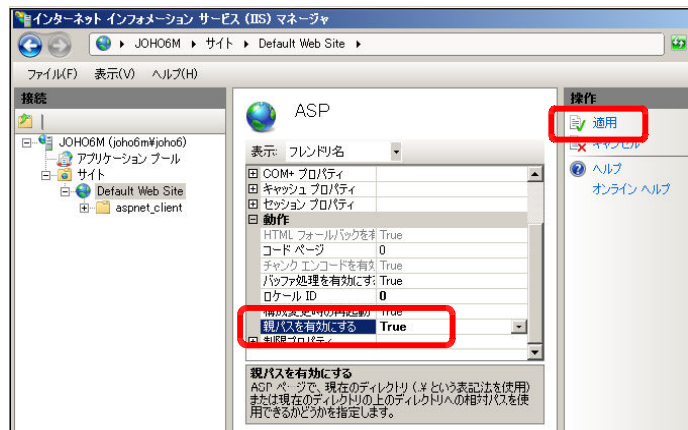 インターネット インフォメーション サービス (IIS) マネージャ
JOHO6M ▸ サイト ▸ Default Web Site ▸
ファイル(F) 表示(V) ヘルプ(H)
接続
JOHO6M (joho6m¥joho6)
アプリケーション プール
サイト
Default Web Site
aspnet_client
ASP
表示: フレンドリ名
COM+ プロパティ
キャッシュ プロパティ
セッション プロパティ
動作
HTML フォールバックを有 True
コード ページ 0
チャンク エンコードを有効 True
バッファ処理を有効にす True
ロケール ID 0
構成変更時の再起動 True
親パスを有効にする True
制限プロパティ
親パスを有効にする
ASP ページで、現在のディレクトリ (.¥ という表記法を使用)
または現在のディレクトリの上のディレクトリへの相対パスを使
用できるかどうかを指定します。
操作
適用
キャンセル
ヘルプ
オンライン ヘルプ